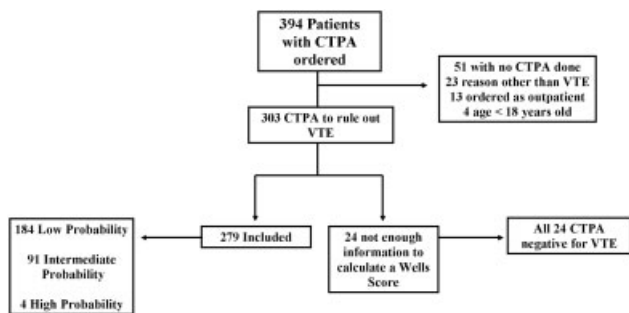 394 Patients
with CTPA
ordered
51 with no CTPA done
23 reason other than VTE
13 ordered as outpatient
4 age < 18 years old
303 CTPA to rule out
VTE
184 Low Probability
91 Intermediate
Probability
4 High Probability
279 Included
24 not enough
information to
calculate a Wells
Score
All 24 CTPA
negative for VTE